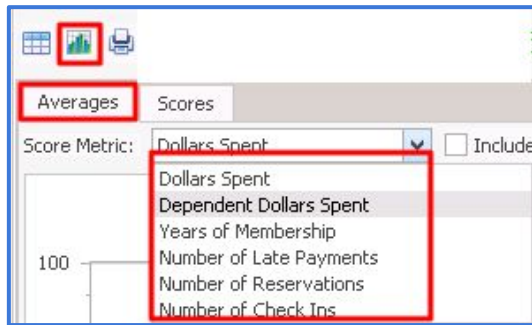 Averages Scores
Score Metric: Dollars Spent Include
Dollars Spent
Dependent Dollars Spent
Years of Membership
Number of Late Payments
100
Number of Reservations
Number of Check Ins